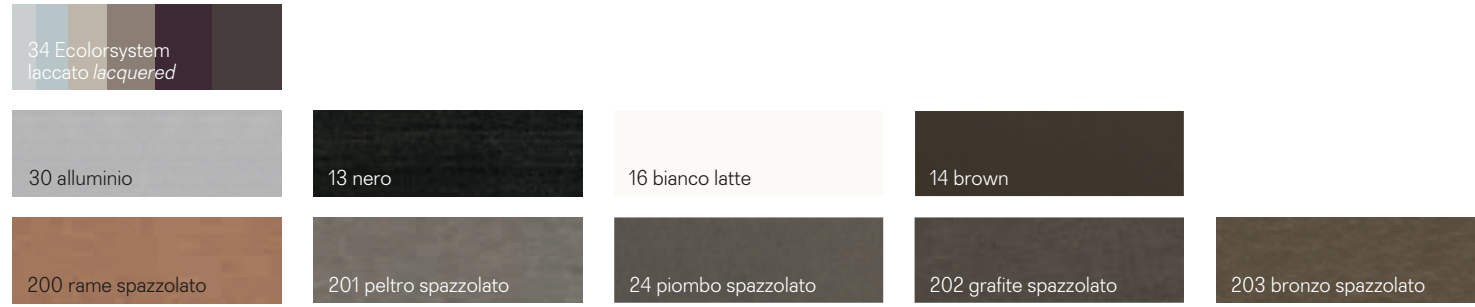 34 Ecolorsystem
laccato lacquered
30 alluminio
13 nero
16 bianco latte
14 brown
200 rame spazzolato
201 peltro spazzolato
24 piombo spazzolato
202 grafite spazzolato
203 bronzo spazzolato